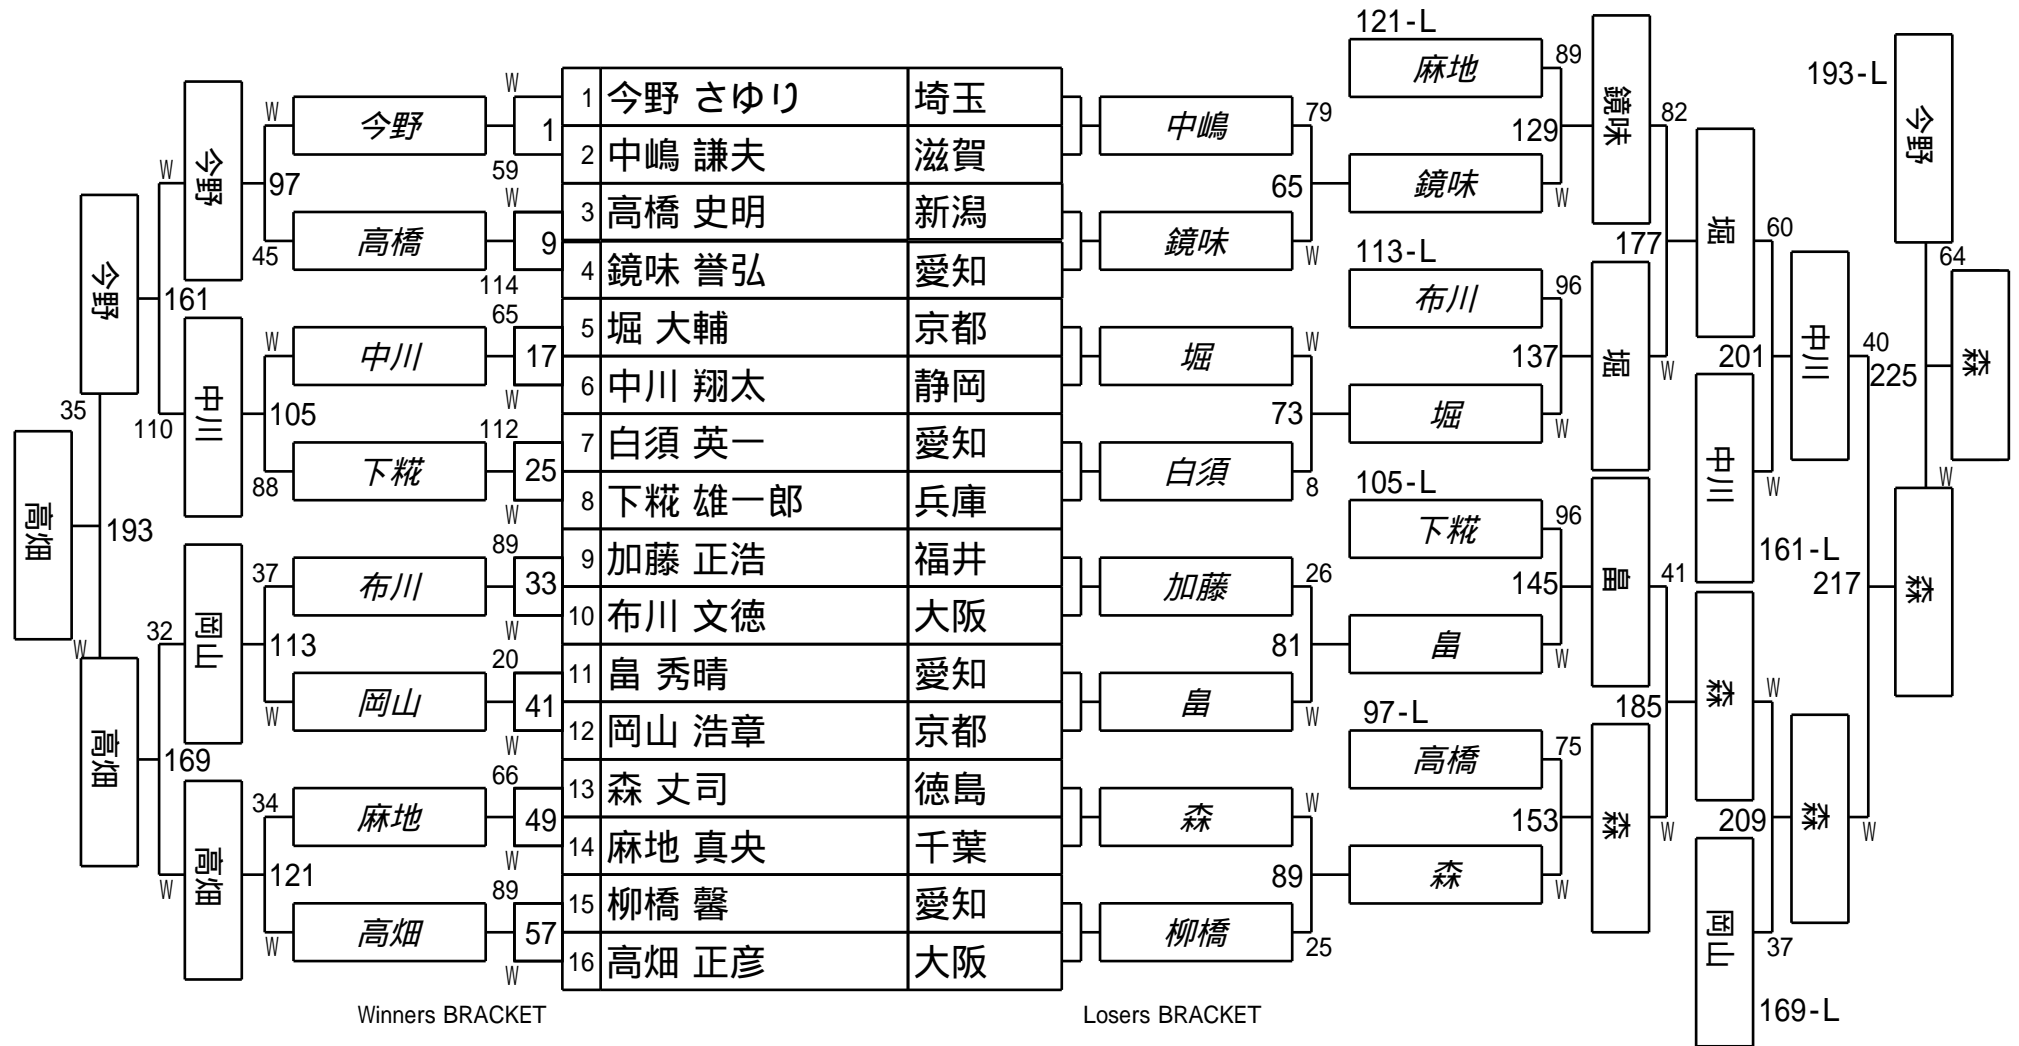 121-L
193-L
1 今野 さゆり 埼玉
2 中嶋 謙夫 滋賀
3 高橋 史明 新潟
4 鏡味 誉弘 愛知
5 堀 大輔 京都
6 中川 翔太 静岡
7 白須 英一 愛知
8 下糀 雄一郎 兵庫
9 加藤 正浩 福井
10 布川 文徳 大阪
11 畠 秀晴 愛知
12 岡山 浩章 京都
13 森 丈司 徳島
14 麻地 真央 千葉
15 柳橋 馨 愛知
16 高畑 正彦 大阪
W
1
59
W
9
114
65
17
W
112
25
W
89
33
W
20
41
W
66
49
W
89
57
W
今野
高橋
中川
下糀
布川
岡山
麻地
高畑
W
97
45
W
105
88
37
113
W
34
121
W
今野
中川
岡山
高畑
W
161
110
32
169
W
今野
高畑
35
193
W
高畑
中嶋
鏡味
堀
白須
加藤
畠
森
柳橋
79
65
W
W
73
8
26
81
W
W
89
25
麻地
鏡味
113-L
布川
堀
105-L
下糀
畠
97-L
高橋
森
89
129
W
96
137
W
96
145
W
75
153
W
鏡味
堀
畠
森
82
177
W
41
185
W
堀
中川
161-L
森
岡山
169-L
60
201
W
W
209
37
中川
森
40
217
W
今野
森
64
225
W
森
Winners BRACKET
Losers BRACKET